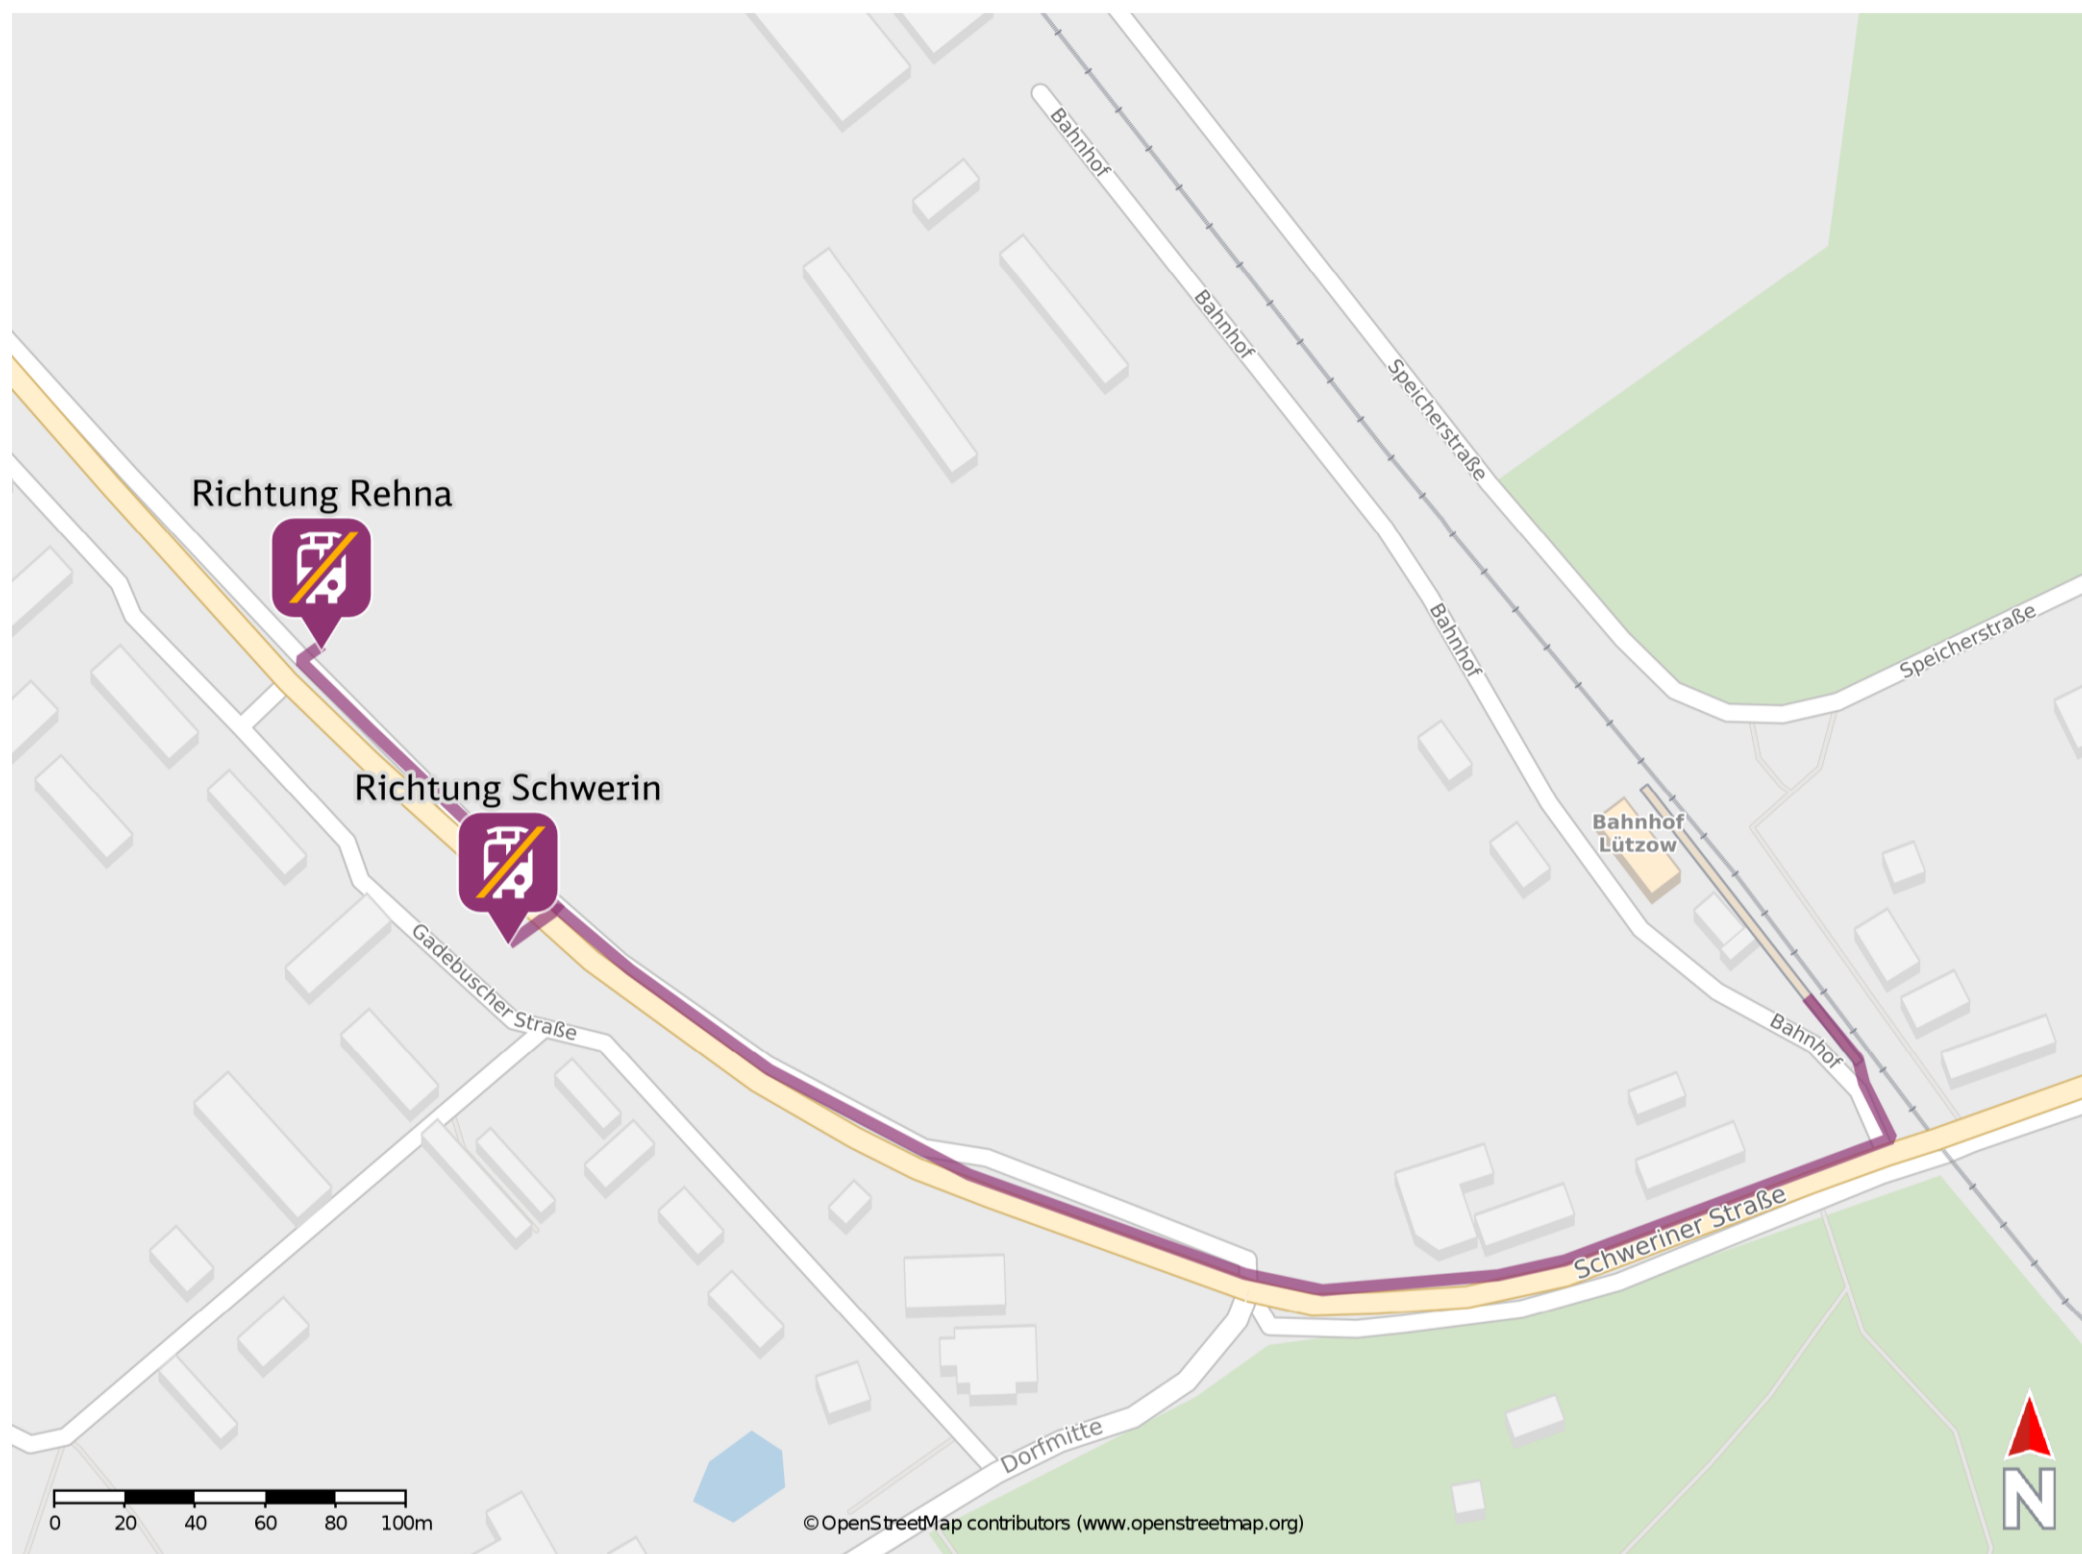 Bahnhof
Bahnhof
Speicherstraße
Richtung Rehna
Bahnhof
Speicherstraße
Richtung Schwerin
Bahnhof
Lützow
Gadebuscher Straße
Bahnhof
Schweriner Straße
Dorfmitte
0 20 40 60 80 100m
©OpenStreetMap contributors (www.openstreetmap.org)
N